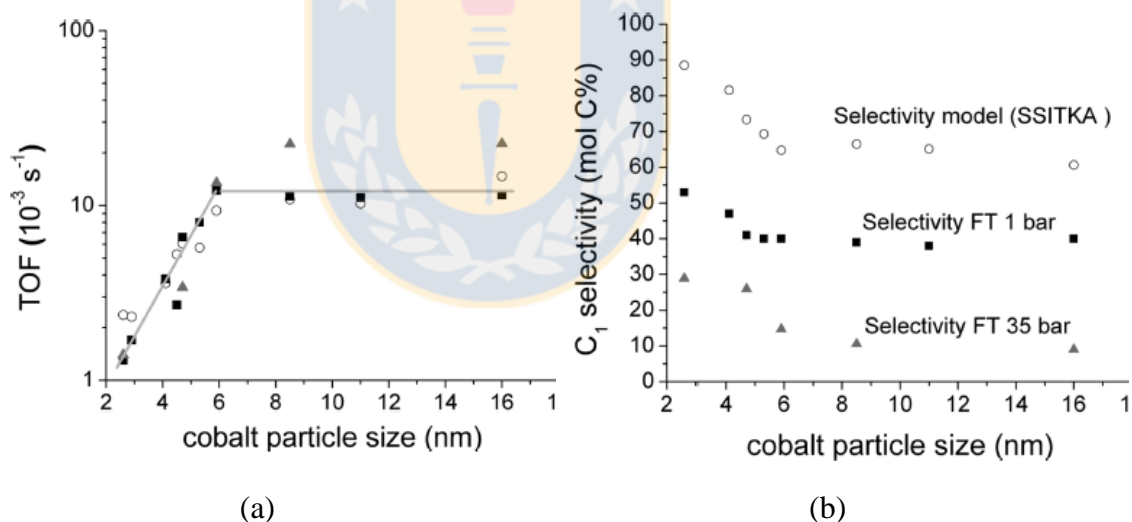 100
10
1
TOF (10⁻³ s⁻¹)
2 4 6 8 10 12 14 16 1
cobalt particle size (nm)
(a)
100
90
80
70
60
50
40
30
20
10
0
C₁ selectivity (mol C%)
Selectivity model (SSITKA )
Selectivity FT 1 bar
Selectivity FT 35 bar
2 4 6 8 10 12 14 16 1
cobalt particle size (nm)
(b)